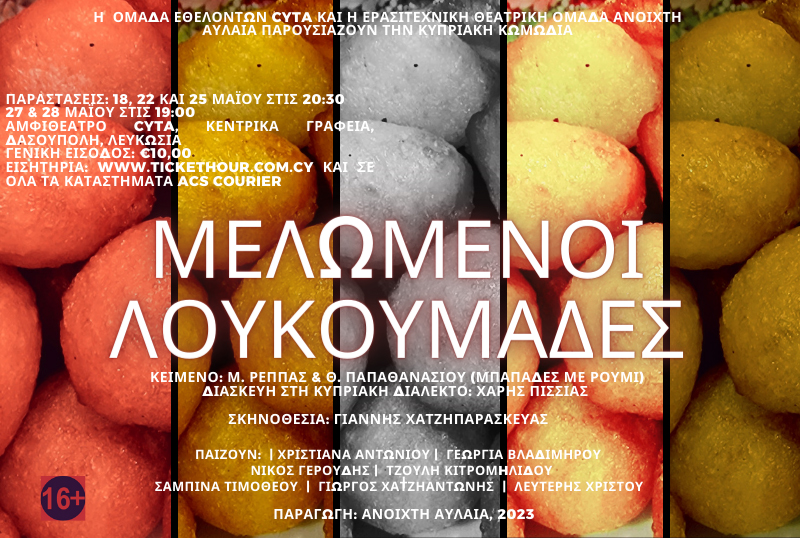 Η΄ ΟΜΑΔΑ ΕΘΕΛΟΝΤΩΝ CYTA ΚΑΙ Η ΕΡΑΣΙΤΕΧΝΙΚΗ ΘΕΑΤΡΙΚΗ ΟΜΑΔΑ ΑΝΟΙΧΤΗ
ΑΥΛΑΙΑ ΠΑΡΟΥΣΙΑΖΟΥΝ ΤΗΝ ΚΥΠΡΙΑΚΗ ΚΩΜΩΔΙΑ
ΠΑΡΑΣΤΑΣΕΙΣ: 18, 22 ΚΑΙ 25 ΜΑΪΟΥ ΣΤΙΣ 20:30
27 & 28 ΜΑΪΟΥ ΣΤΙΣ 19:00
ΑΜΦΙΘΕΑΤΡΟ CYTA, ΚΕΝΤΡΙΚΑ ΓΡΑΦΕΙΑ,
ΔΑΣΟΥΠΟΛΗ, ΛΕΥΚΩΣΙΑ
ΓΕΝΙΚΗ ΕΙΣΟΔΟΣ: €10,00
ΕΙΣΗΤΗΡΙΑ: WWW.TICKETHOUR.COM.CY ΚΑΙ ΣΕ
ΟΛΑ ΤΑ ΚΑΤΑΣΤΗΜΑΤΑ ACS COURIER
ΜΕΛΩΜΕΝΟΙ
ΛΟΥΚΟΥΜΑΔΕΣ
ΚΕΙΜΕΝΟ: Μ. ΡΕΠΠΑΣ & Θ. ΠΑΠΑΘΑΝΑΣΙΟΥ (ΜΠΑΜΠΑΔΕΣ ΜΕ ΡΟΥΜΙ)
ΔΙΑΣΚΕΥΗ ΣΤΗ ΚΥΠΡΙΑΚΗ ΔΙΑΛΕΚΤΟ: ΧΑΡΗΣ ΠΙΣΣΙΑΣ
ΣΚΗΝΟΘΕΣΙΑ: ΓΙΑΝΝΗΣ ΧΑΤΖΗΠΑΡΑΣΚΕΥΑΣ
ΠΑΙΖΟΥΝ: | ΧΡΙΣΤΙΑΝΑ ΑΝΤΩΝΙΟΥ | ΓΕΩΡΓΙΑ ΒΛΑΔΙΜΗΡΟΥ
ΝΙΚΟΣ ΓΕΡΟΥΔΗΣ | ΤΖΟΥΛΗ ΚΙΤΡΟΜΗΛΙΔΟΥ
ΣΑΜΠΙΝΑ ΤΙΜΟΘΕΟΥ | ΓΙΩΡΓΟΣ ΧΑΤΖΗΑΝΤΩΝΗΣ | ΛΕΥΤΕΡΗΣ ΧΡΙΣΤΟΥ
16+
ΠΑΡΑΓΩΓΗ: ΑΝΟΙΧΤΗ ΑΥΛΑΙΑ, 2023